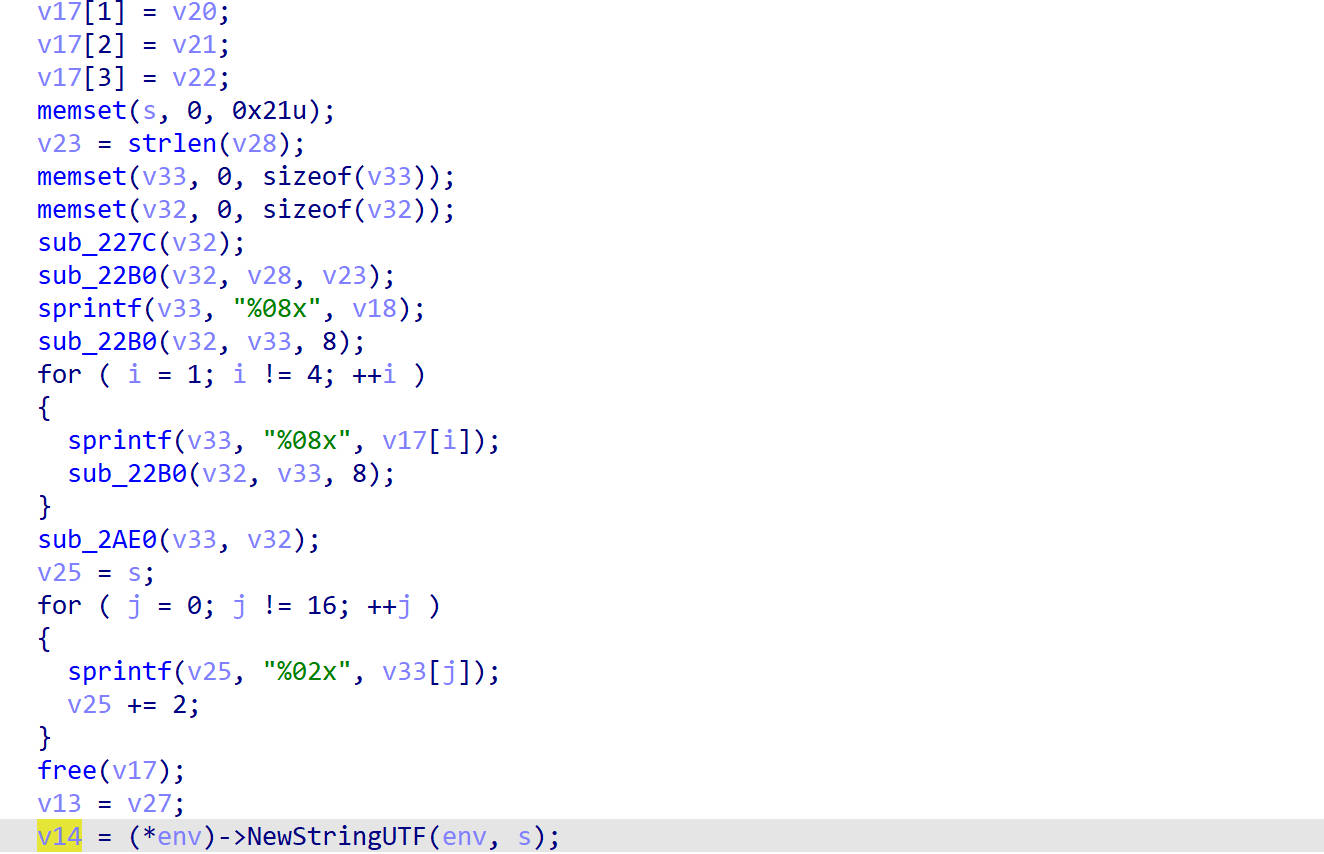 v17[1] = v20;
v17[2] = v21;
v17[3] = v22;
memset(s, 0, 0x21u);
v23 = strlen(v28);
memset(v33, 0, sizeof(v33));
memset(v32, 0, sizeof(v32));
sub_227C(v32);
sub_22B0(v32, v28, v23);
sprintf(v33, "%08x", v18);
sub_22B0(v32, v33, 8);
for ( i = 1; i != 4; ++i )
{
  sprintf(v33, "%08x", v17[i]);
  sub_22B0(v32, v33, 8);
}
sub_2AE0(v33, v32);
v25 = s;
for ( j = 0; j != 16; ++j )
{
  sprintf(v25, "%02x", v33[j]);
  v25 += 2;
}
free(v17);
v13 = v27;
v14 = (*env)->NewStringUTF(env, s);